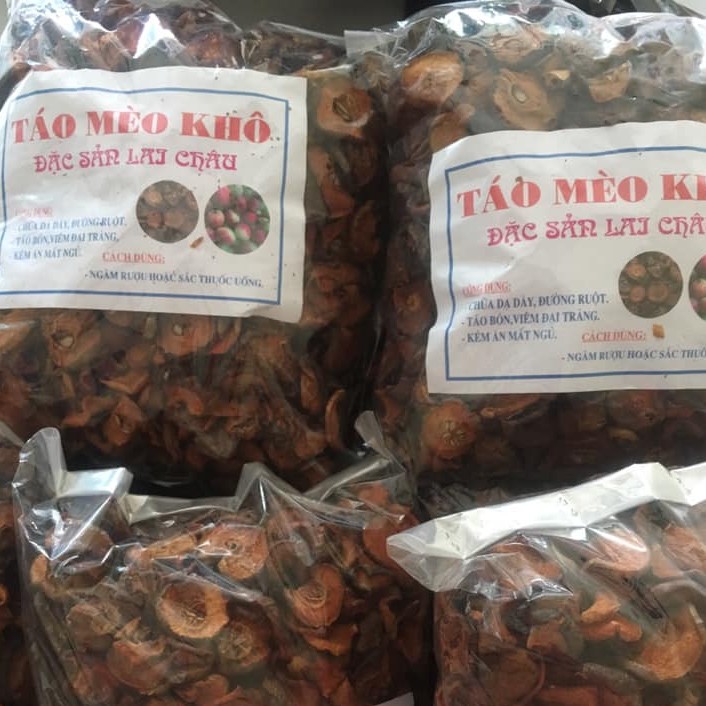 TÁO MÈO KHÔ
ĐẶC SẢN LAI CHÂU
CÔNG DỤNG:
- CHỮA DẠ DÀY, ĐƯỜNG RUỘT.
- TÁO BÓN,VIÊM ĐẠI TRÀNG.
KÉM ĂN MẤT NGỦ.
CÁCH DÙNG:
- NGÂM RƯỢU HOẶC SẮC THUỐC UỐNG.
TÁO MÈO
ĐẶC SẢN LAI
CÔNG DỤNG:
- CHỮA DẠ DÀY, ĐƯỜNG RUỘT.
- TÁO BÓN,VIÊM ĐẠI TRÀNG.
- KÉM ĂN MẤT NGỦ.
CÁCH DÙNG:
- NGÂM RƯỢU HOẶC SẮC